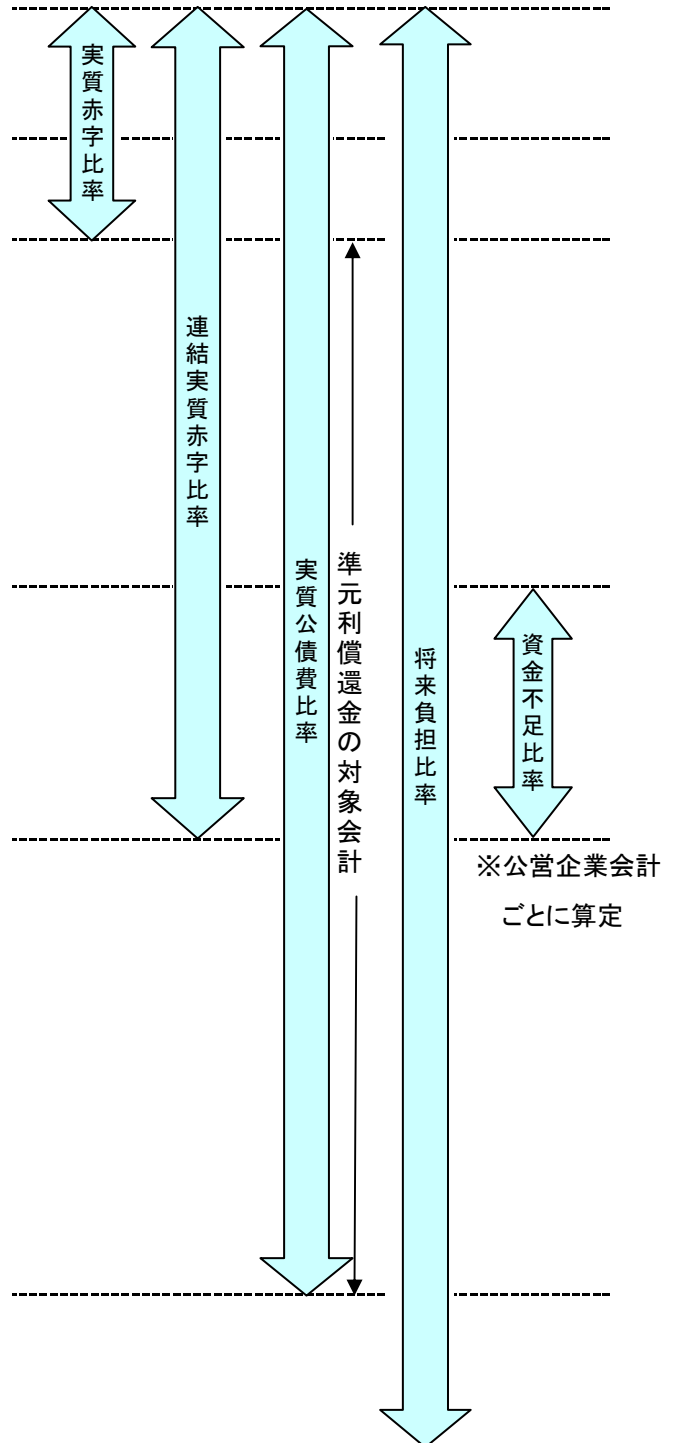 実質赤字比率
連結実質赤字比率
実質公債費比率
準元利償還金の対象会計
将来負担比率
資金不足比率
※公営企業会計
ごとに算定